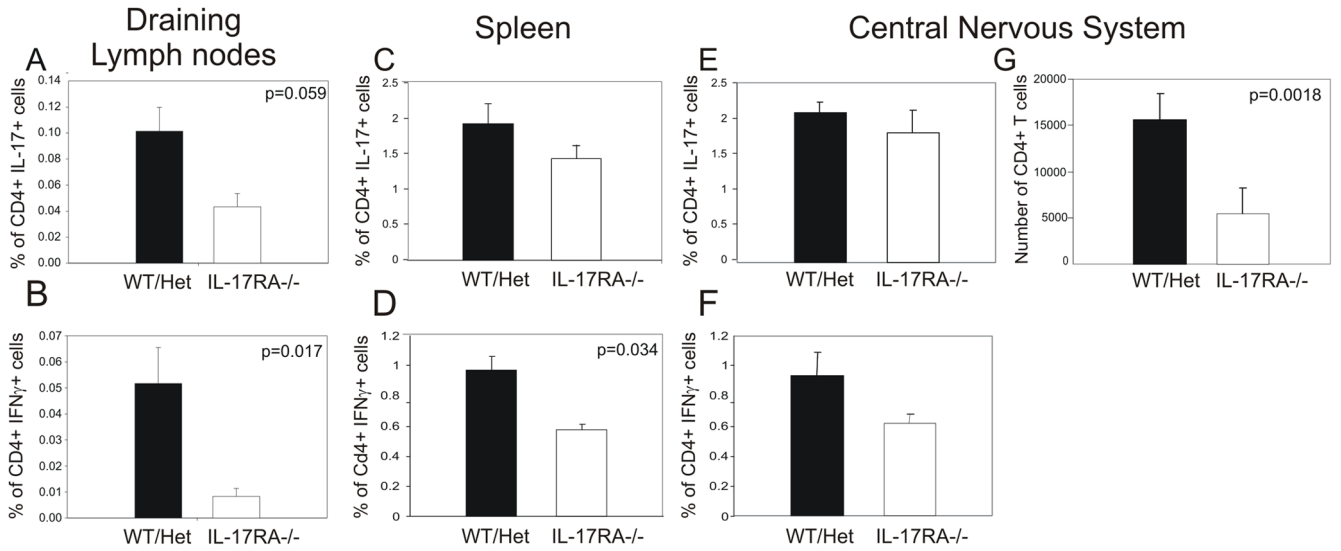 Draining
Lymph nodes
Spleen
Central Nervous System
A
% of CD4+ IL-17+ cells
0.14
0.12
0.10
0.08
0.06
0.04
0.02
0.00
p=0.059
WT/Het IL-17RA-/-
C
% of CD4+ IL-17+ cells
2.5
2
1.5
1
0.5
0
WT/Het IL-17RA-/-
E
% of CD4+ IL-17+ cells
2.5
2
1.5
1
0.5
0
WT/Het IL-17RA-/-
G
Number of CD4+ T cells
20000
15000
10000
5000
0
p=0.0018
WT/Het IL-17RA-/-
B
% of CD4+ IFNγ+ cells
0.07
0.06
0.05
0.04
0.03
0.02
0.01
0.00
p=0.017
WT/Het IL-17RA-/-
D
% of Cd4+ IFNγ+ cells
1.2
1
0.8
0.6
0.4
0.2
0
p=0.034
WT/Het IL-17RA-/-
F
% of CD4+ IFNγ+ cells
1.2
1
0.8
0.6
0.4
0.2
0
WT/Het IL-17RA-/-